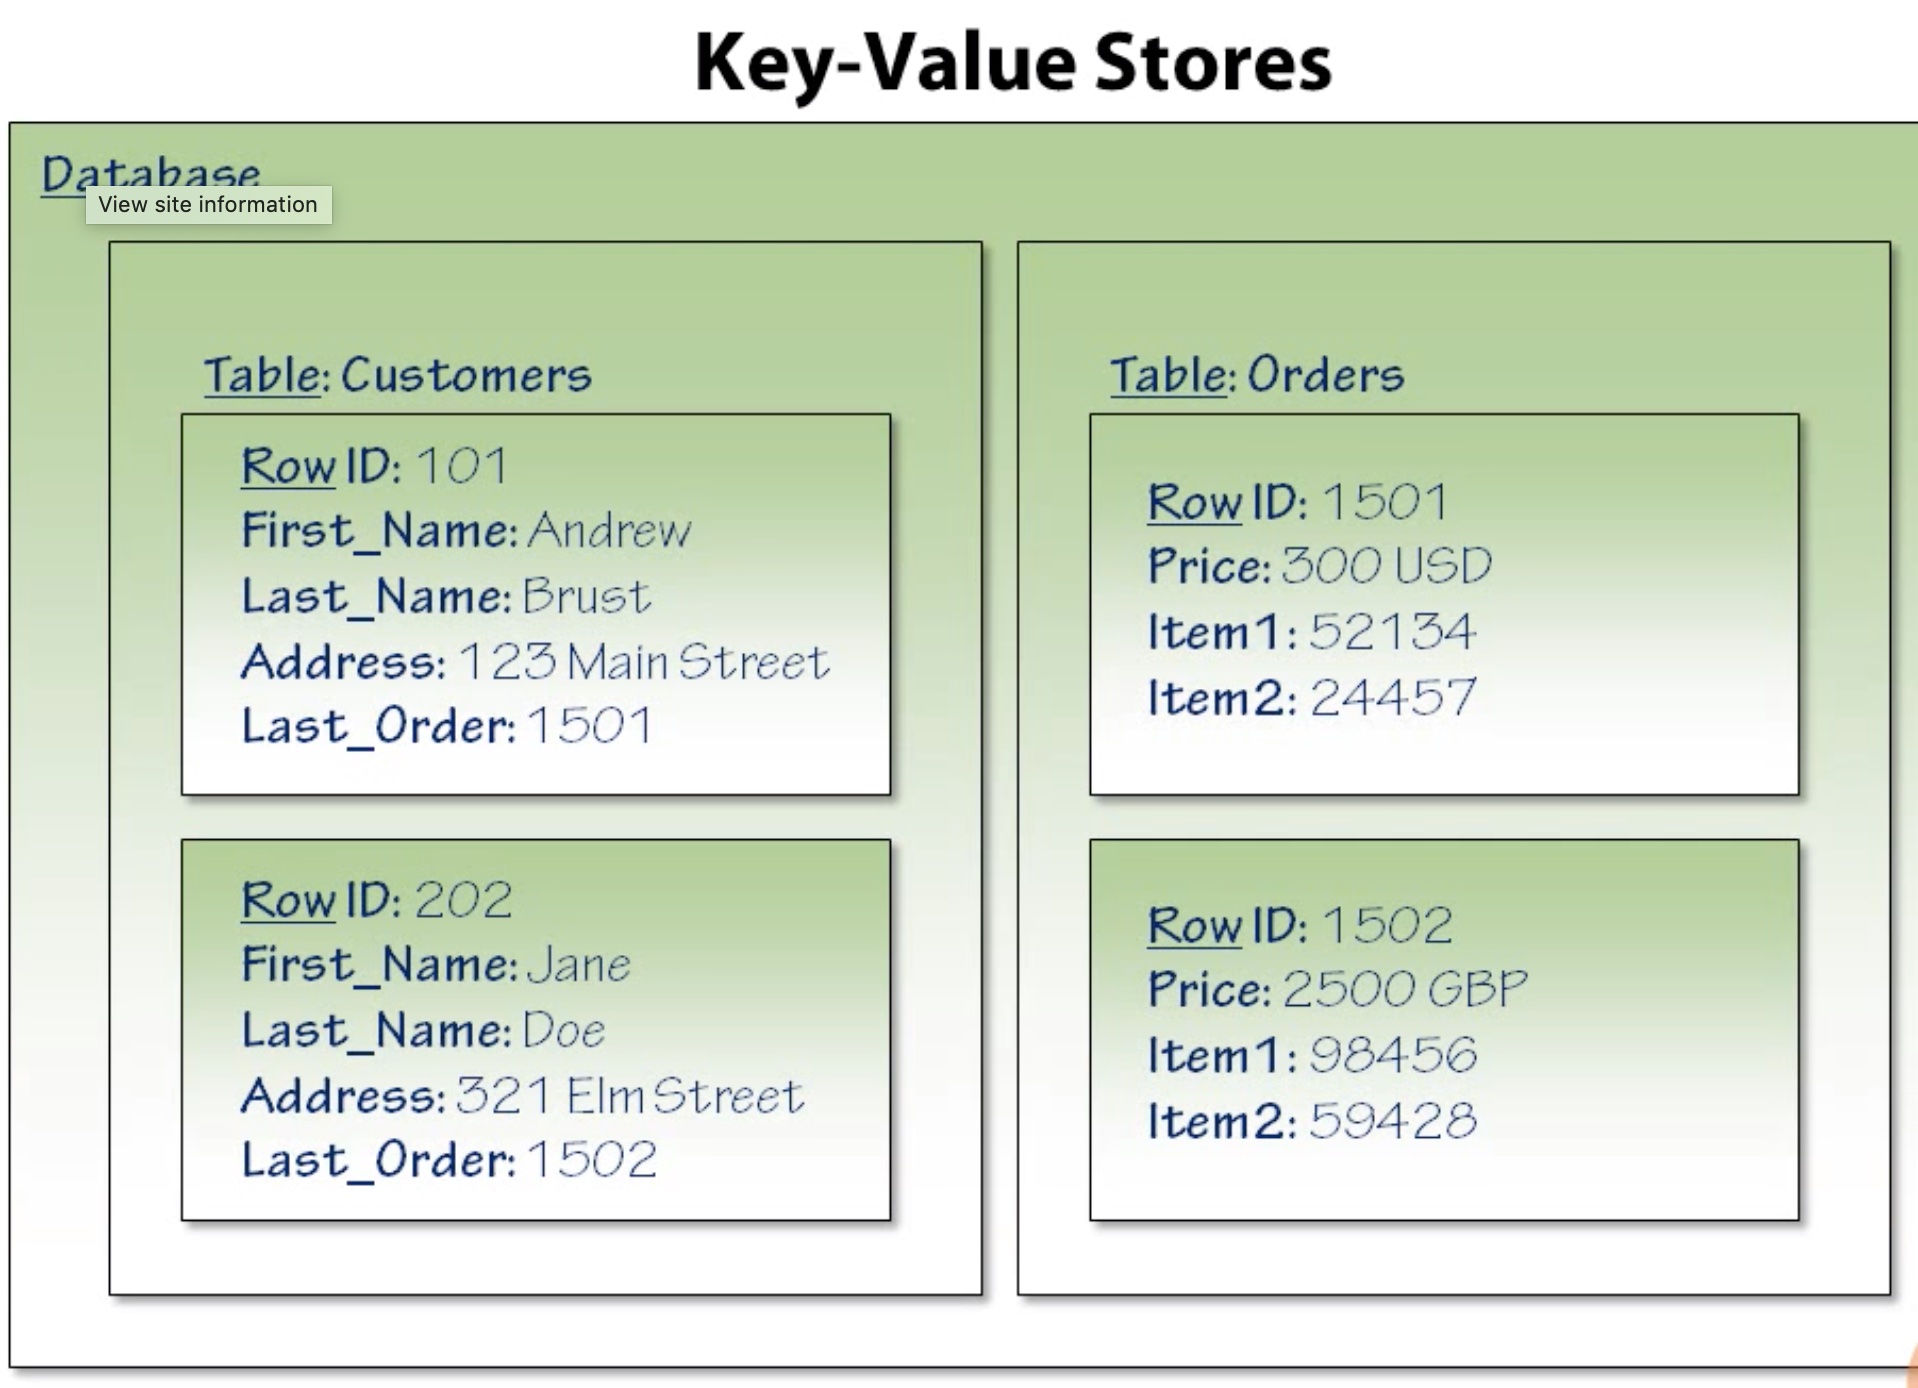 Key-Value Stores
Database
View site information
Table: Customers
Row ID: 101
First_Name: Andrew
Last_Name: Brust
Address: 123 Main Street
Last_Order: 1501
Row ID: 202
First_Name: Jane
Last_Name: Doe
Address: 321 Elm Street
Last_Order: 1502
Table: Orders
Row ID: 1501
Price: 300 USD
Item1: 52134
Item2: 24457
Row ID: 1502
Price: 2500 GBP
Item1: 98456
Item2: 59428